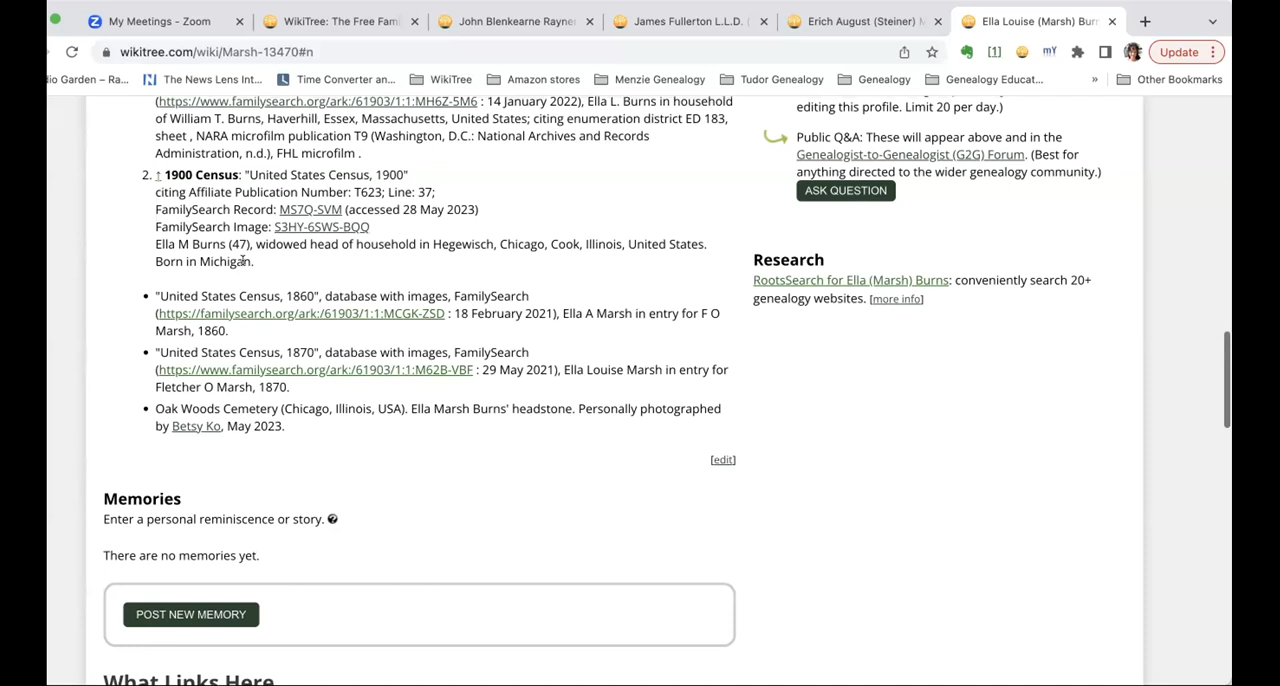 My Meetings - Zoom
WikiTree: The Free Fami
John Blenkearne Rayner
James Fullerton L.L.D. (
Erich August (Steiner) M
Ella Louise (Marsh) Burn
wikitree.com/wiki/Marsh-13470#n
[1]
mY
Update
dio Garden – Ra...
The News Lens Int...
Time Converter an...
WikiTree
Amazon stores
Menzie Genealogy
Tudor Genealogy
Genealogy
Genealogy Educat...
»
Other Bookmarks
(https://www.familysearch.org/ark:/61903/1:1:MH6Z-5M6 : 14 January 2022), Ella L. Burns in household
of William T. Burns, Haverhill, Essex, Massachusetts, United States; citing enumeration district ED 183,
sheet , NARA microfilm publication T9 (Washington, D.C.: National Archives and Records
Administration, n.d.), FHL microfilm .
2. ↑ 1900 Census: "United States Census, 1900"
citing Affiliate Publication Number: T623; Line: 37;
FamilySearch Record: MS7Q-SVM (accessed 28 May 2023)
FamilySearch Image: S3HY-6SWS-BQQ
Ella M Burns (47), widowed head of household in Hegewisch, Chicago, Cook, Illinois, United States.
Born in Michigan.
• "United States Census, 1860", database with images, FamilySearch
(https://familysearch.org/ark:/61903/1:1:MCGK-ZSD : 18 February 2021), Ella A Marsh in entry for F O
Marsh, 1860.
• "United States Census, 1870", database with images, FamilySearch
(https://www.familysearch.org/ark:/61903/1:1:M62B-VBF : 29 May 2021), Ella Louise Marsh in entry for
Fletcher O Marsh, 1870.
• Oak Woods Cemetery (Chicago, Illinois, USA). Ella Marsh Burns' headstone. Personally photographed
by Betsy Ko, May 2023.
[edit]
Memories
Enter a personal reminiscence or story.
There are no memories yet.
POST NEW MEMORY
What Links Here
editing this profile. Limit 20 per day.)
Public Q&A: These will appear above and in the
Genealogist-to-Genealogist (G2G) Forum. (Best for
anything directed to the wider genealogy community.)
ASK QUESTION
Research
RootsSearch for Ella (Marsh) Burns: conveniently search 20+
genealogy websites. [more info]